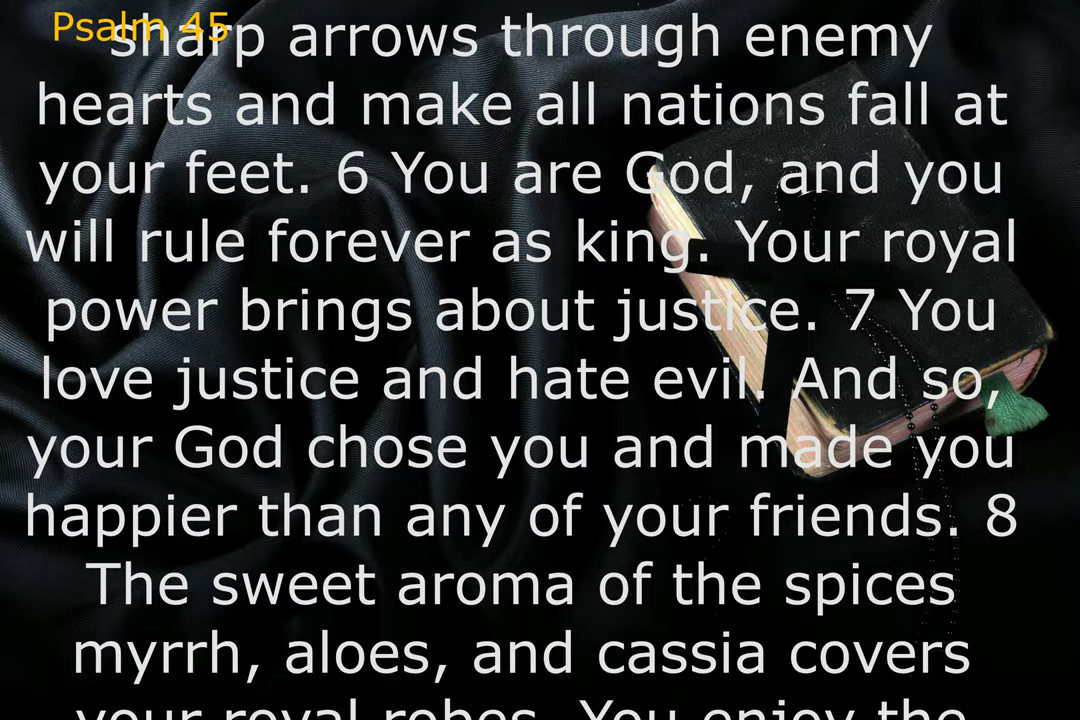 Psalm 45
sharp arrows through enemy
hearts and make all nations fall at
your feet. 6 You are God, and you
will rule forever as king. Your royal
power brings about justice. 7 You
love justice and hate evil. And so,
your God chose you and made you
happier than any of your friends. 8
The sweet aroma of the spices
myrrh, aloes, and cassia covers
your royal robes. You enjoy the